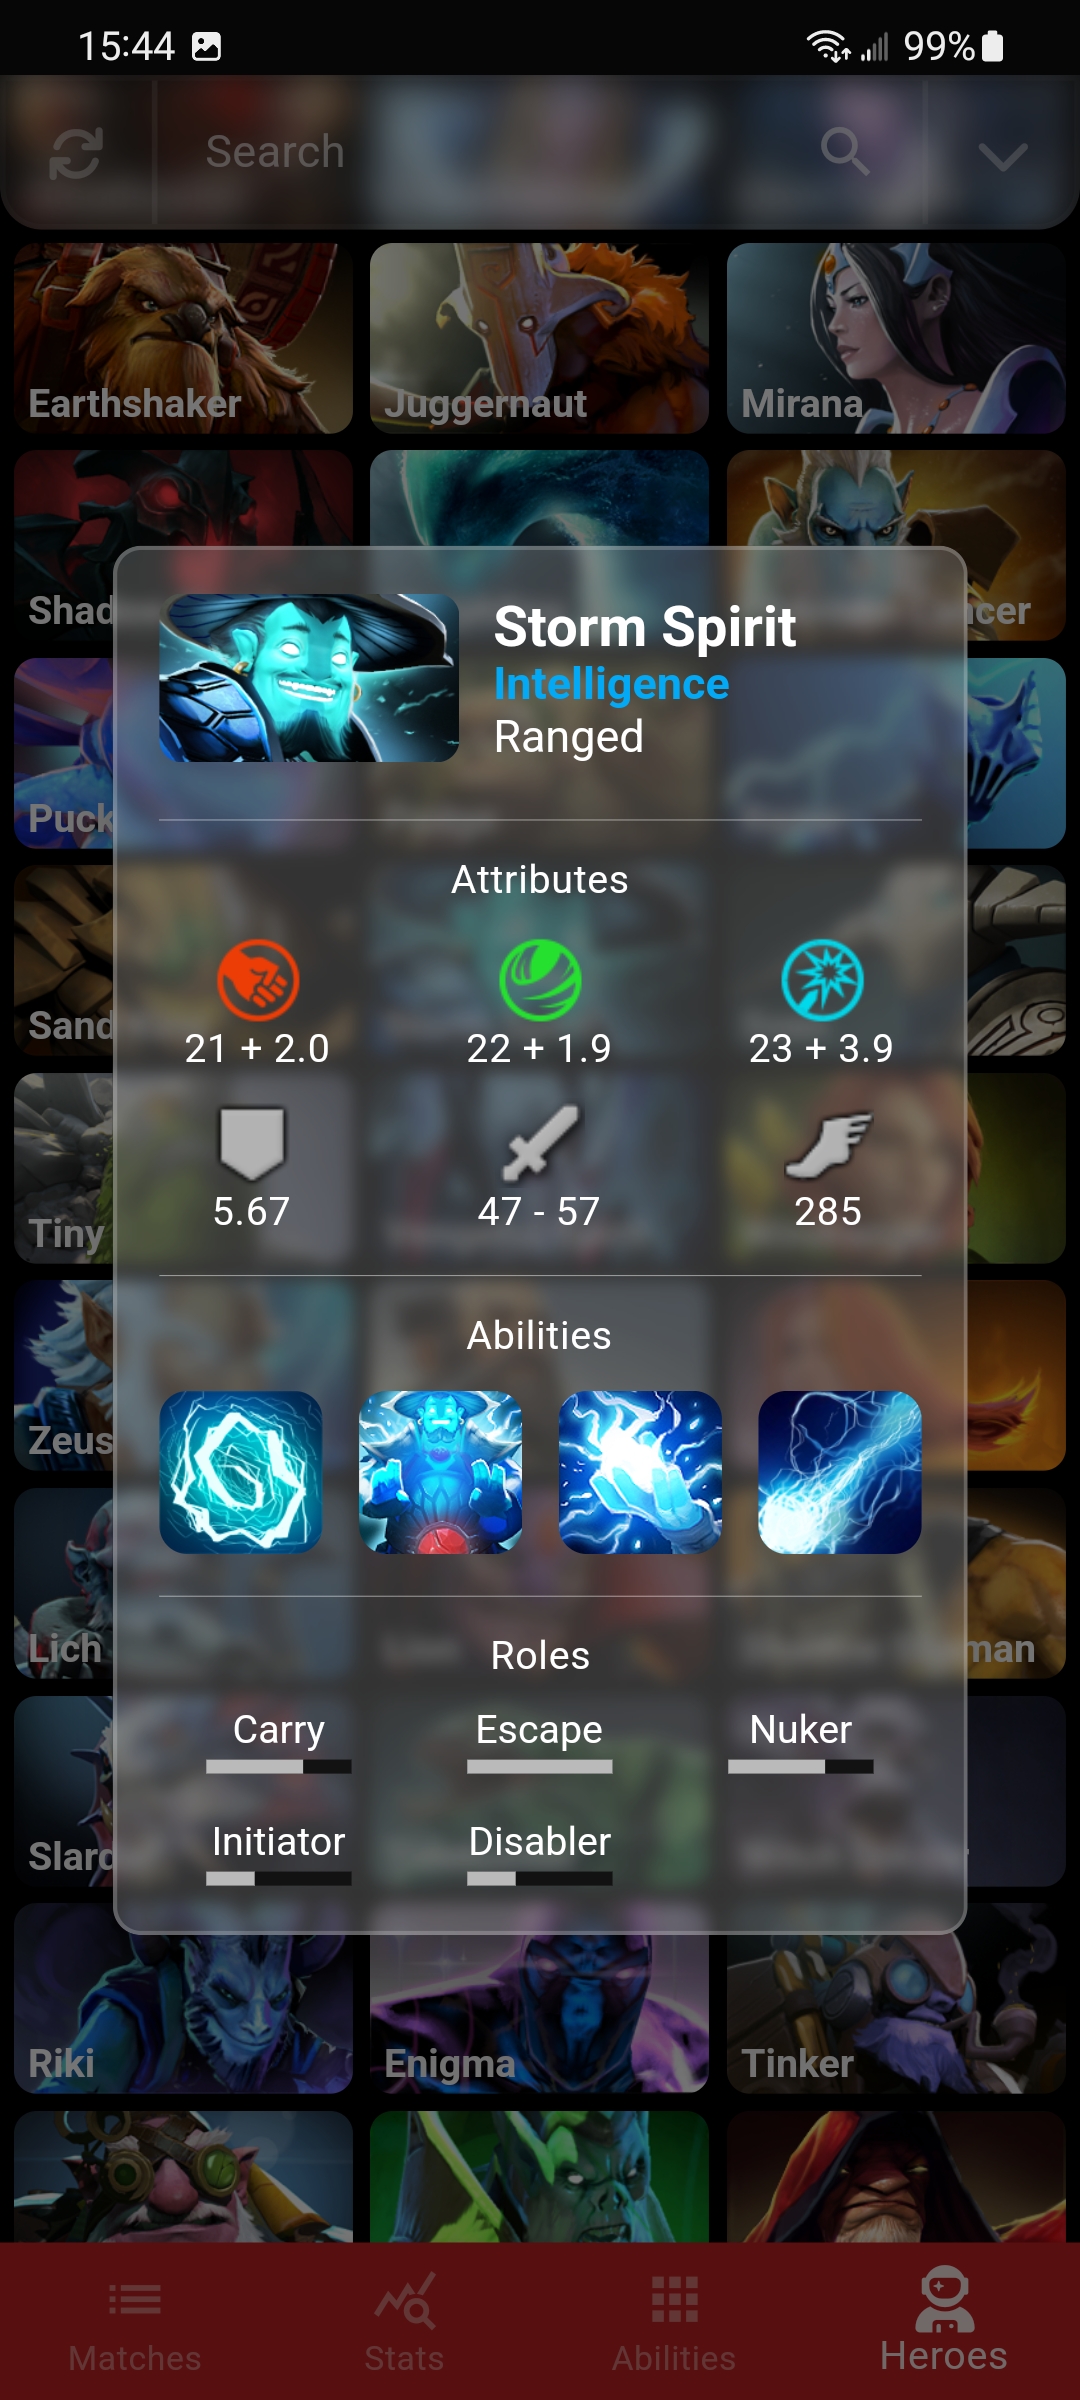 15:44 99%
Search
Earthshaker Juggernaut Mirana
Shad ncer
Storm Spirit
Intelligence
Ranged
Puck
Attributes
Sand
21 + 2.0 22 + 1.9 23 + 3.9
5.67 47 - 57 285
Tiny
Abilities
Zeus
Roles
Lich man
Carry Escape Nuker
Initiator Disabler
Slard
Riki Enigma Tinker
Matches Stats Abilities Heroes